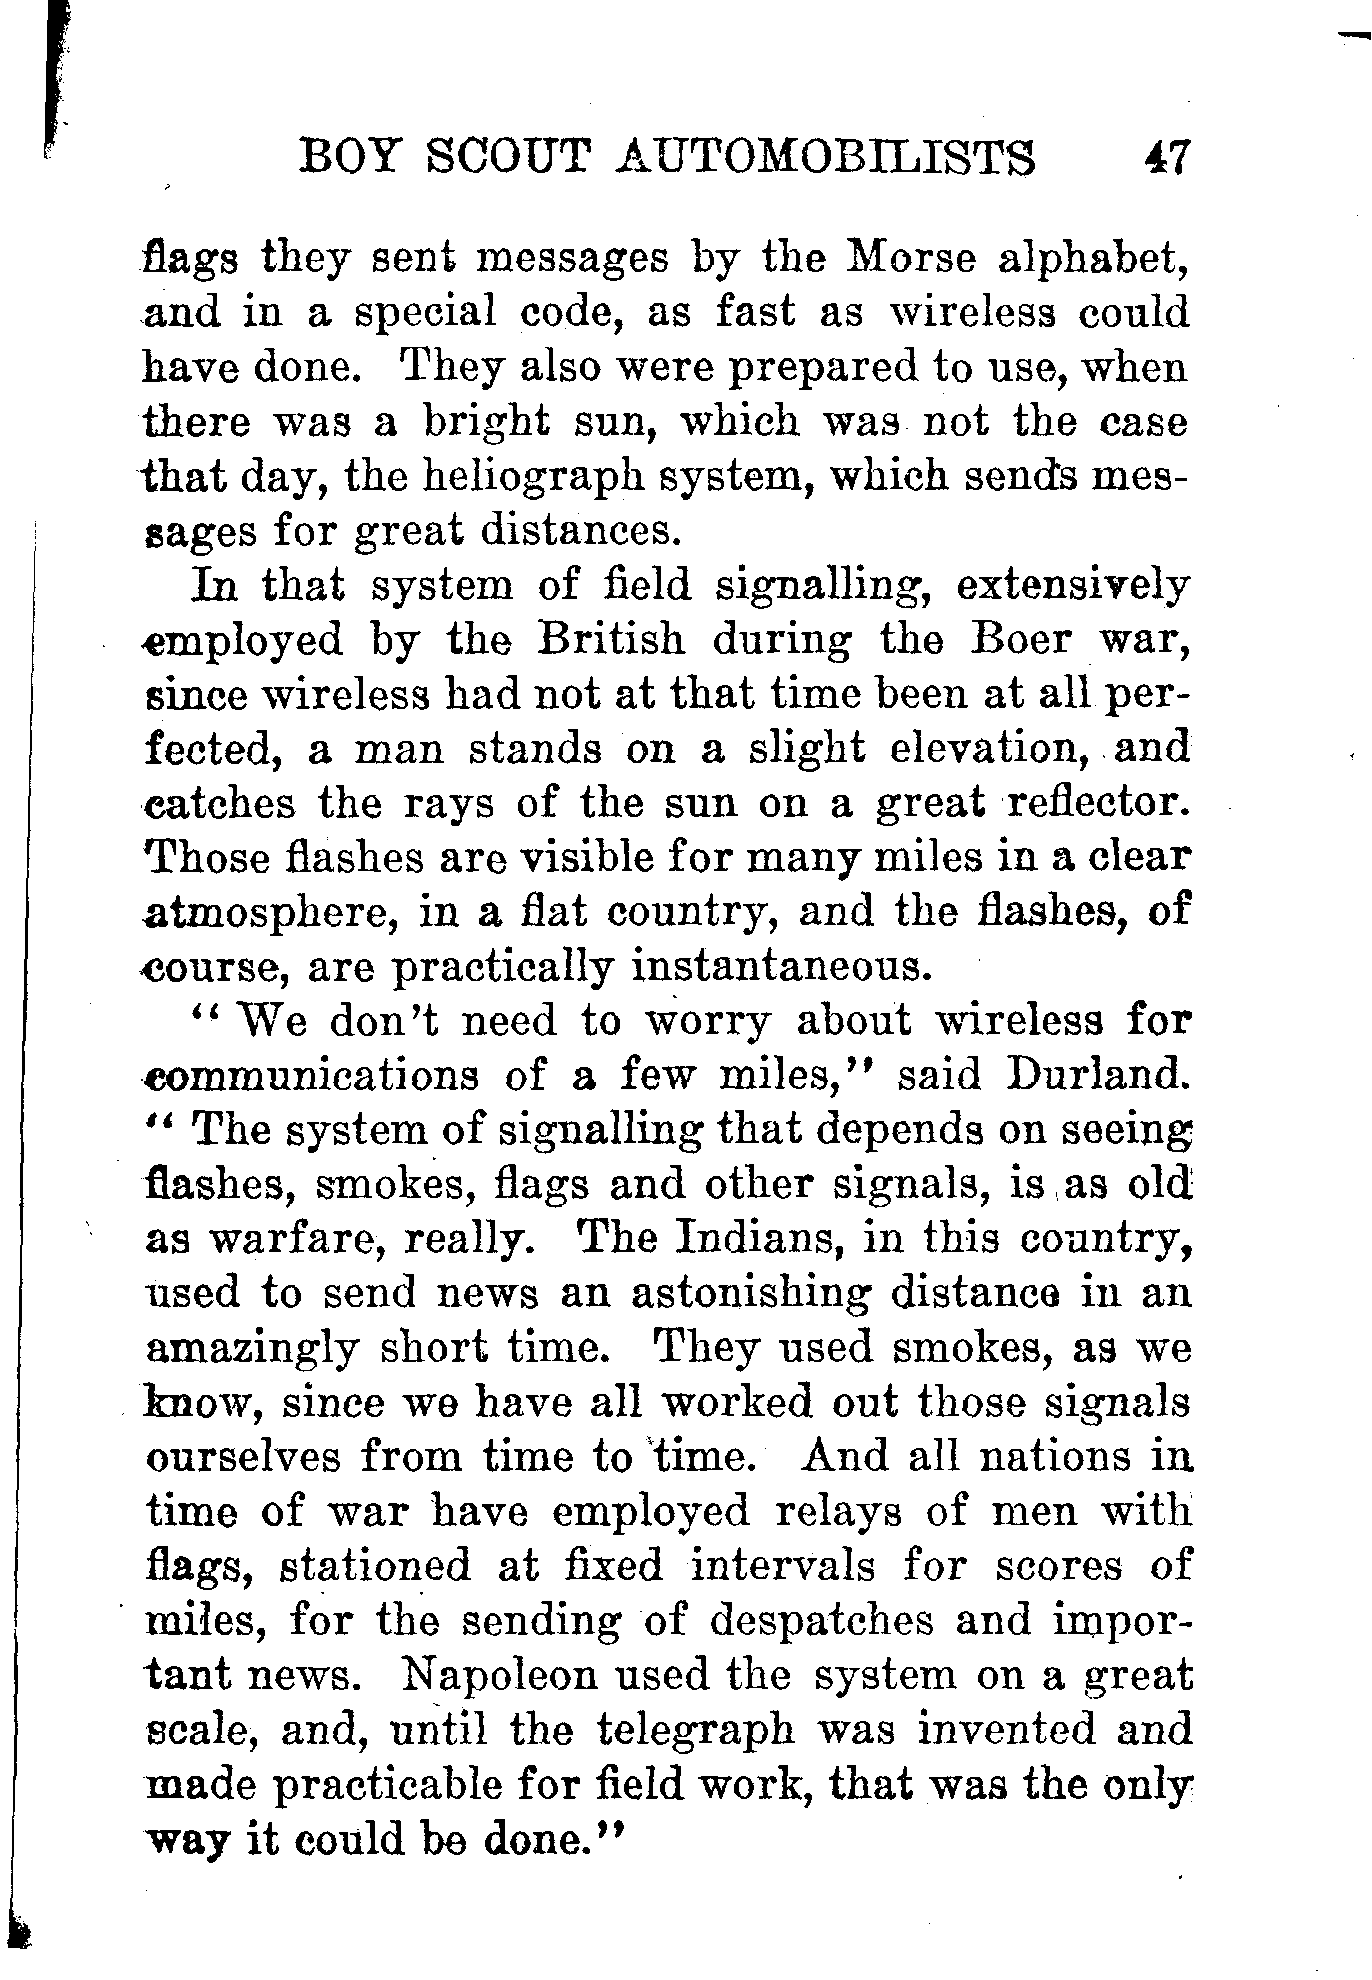 BOY SCOUT AUTOMOBILISTS 47
flags they sent messages by the Morse alphabet,
and in a special code, as fast as wireless could
have done. They also were prepared to use, when
there was a bright sun, which was not the case
that day, the heliograph system, which sends mes-
sages for great distances.
In that system of field signalling, extensively
employed by the British during the Boer war,
since wireless had not at that time been at all per-
fected, a man stands on a slight elevation, and
catches the rays of the sun on a great reflector.
Those flashes are visible for many miles in a clear
atmosphere, in a flat country, and the flashes, of
course, are practically instantaneous.
“ We don’t need to worry about wireless for
communications of a few miles,” said Durland.
“ The system of signalling that depends on seeing
flashes, smokes, flags and other signals, is as old
as warfare, really. The Indians, in this country,
used to send news an astonishing distance in an
amazingly short time. They used smokes, as we
know, since we have all worked out those signals
ourselves from time to time. And all nations in
time of war have employed relays of men with
flags, stationed at fixed intervals for scores of
miles, for the sending of despatches and impor-
tant news. Napoleon used the system on a great
scale, and, until the telegraph was invented and
made practicable for field work, that was the only
way it could be done.”